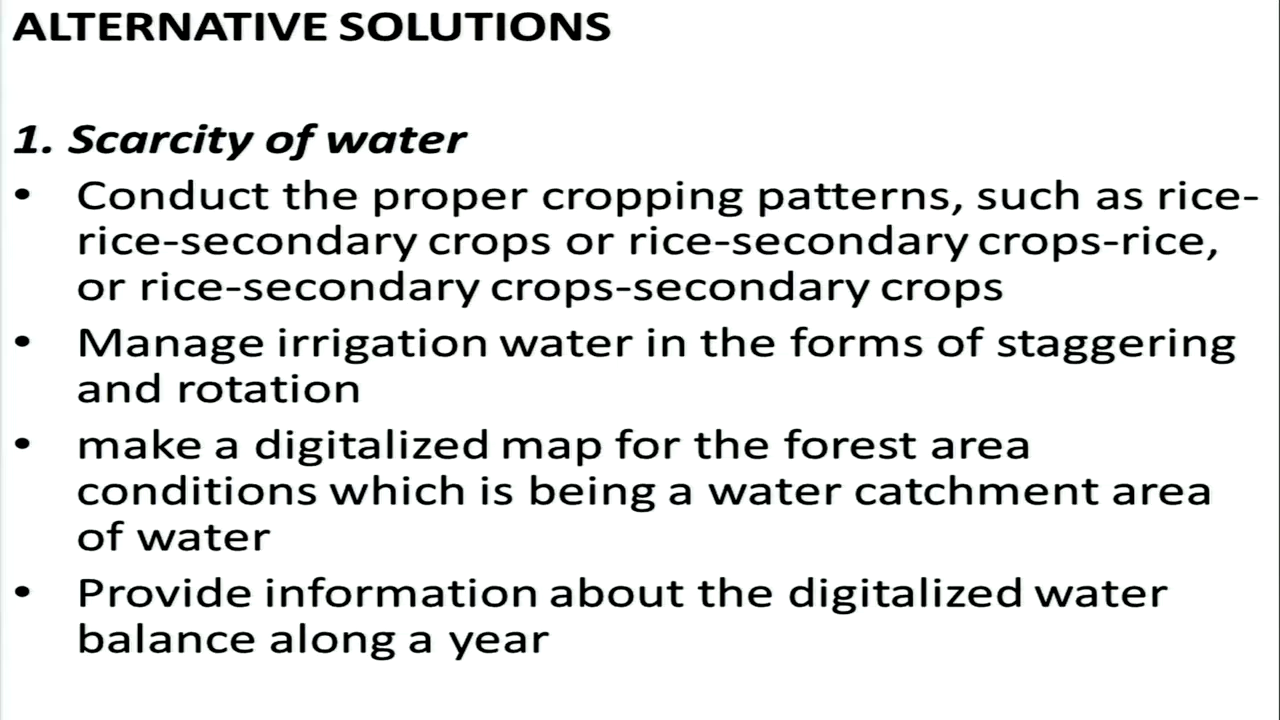 ALTERNATIVE SOLUTIONS
1. Scarcity of water
• Conduct the proper cropping patterns, such as rice-
rice-secondary crops or rice-secondary crops-rice,
or rice-secondary crops-secondary crops
• Manage irrigation water in the forms of staggering
and rotation
• make a digitalized map for the forest area
conditions which is being a water catchment area
of water
• Provide information about the digitalized water
balance along a year